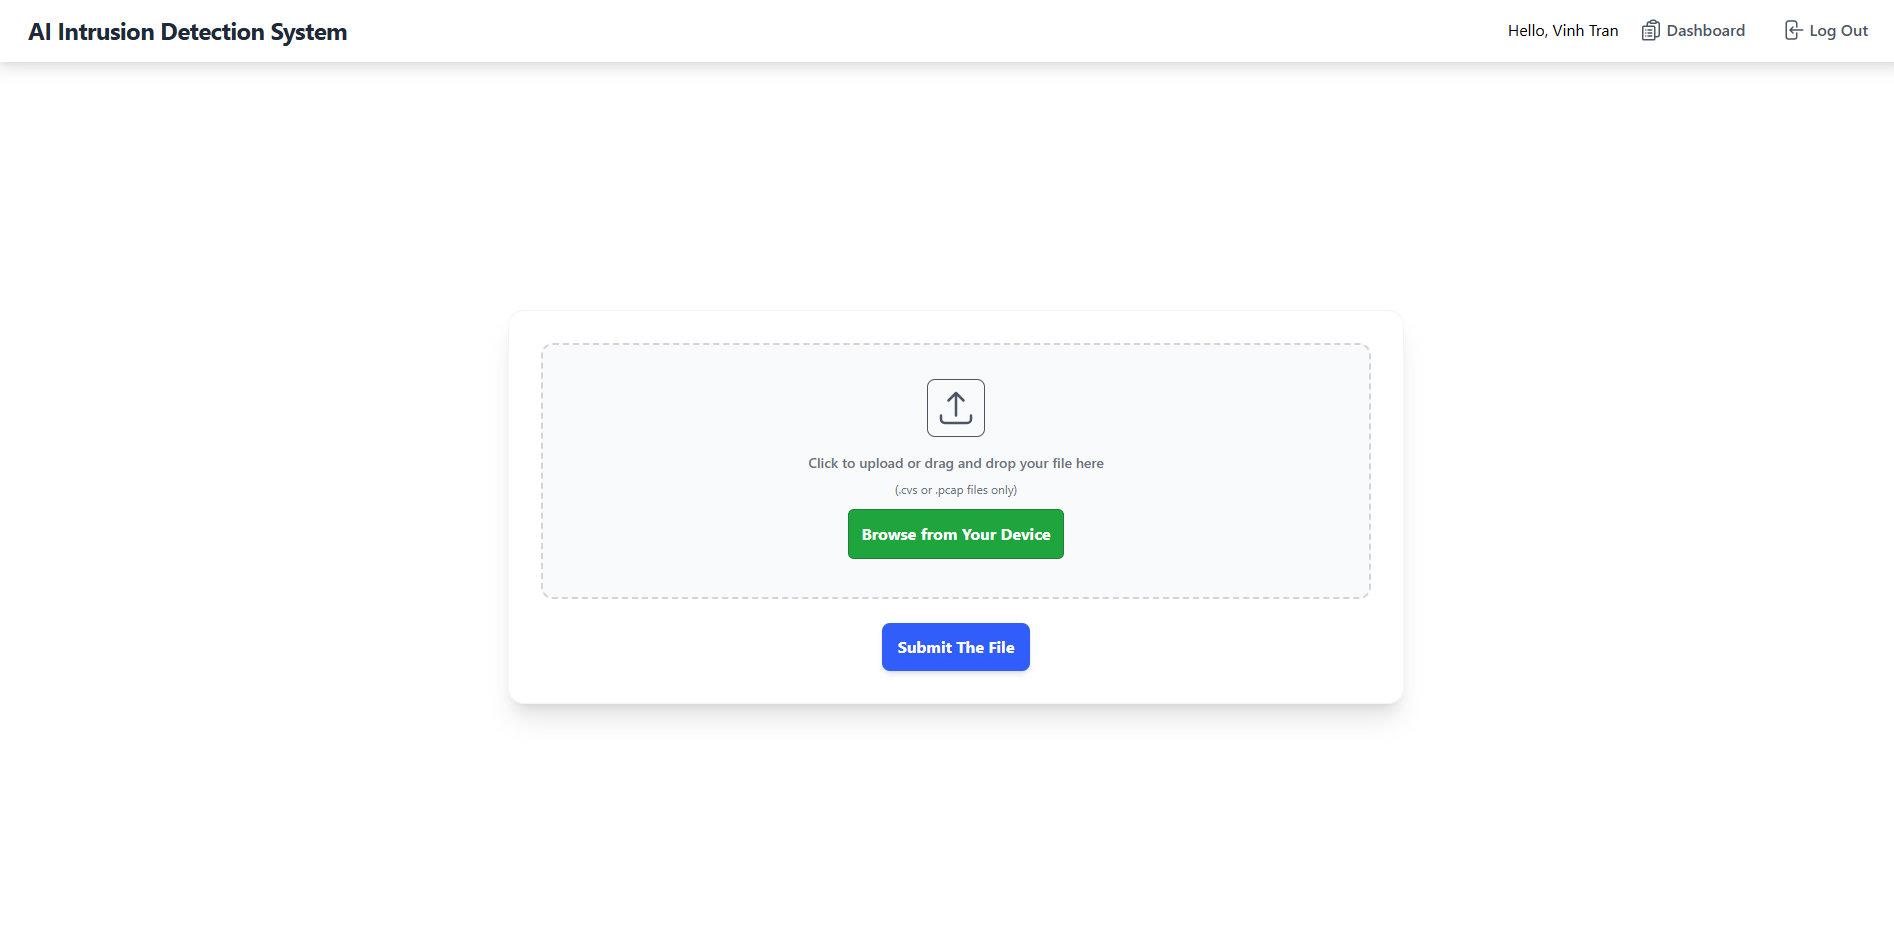 AI Intrusion Detection System
Hello, Vinh Tran
Dashboard
Log Out
Click to upload or drag and drop your file here
(.cvs or .pcap files only)
Browse from Your Device
Submit The File